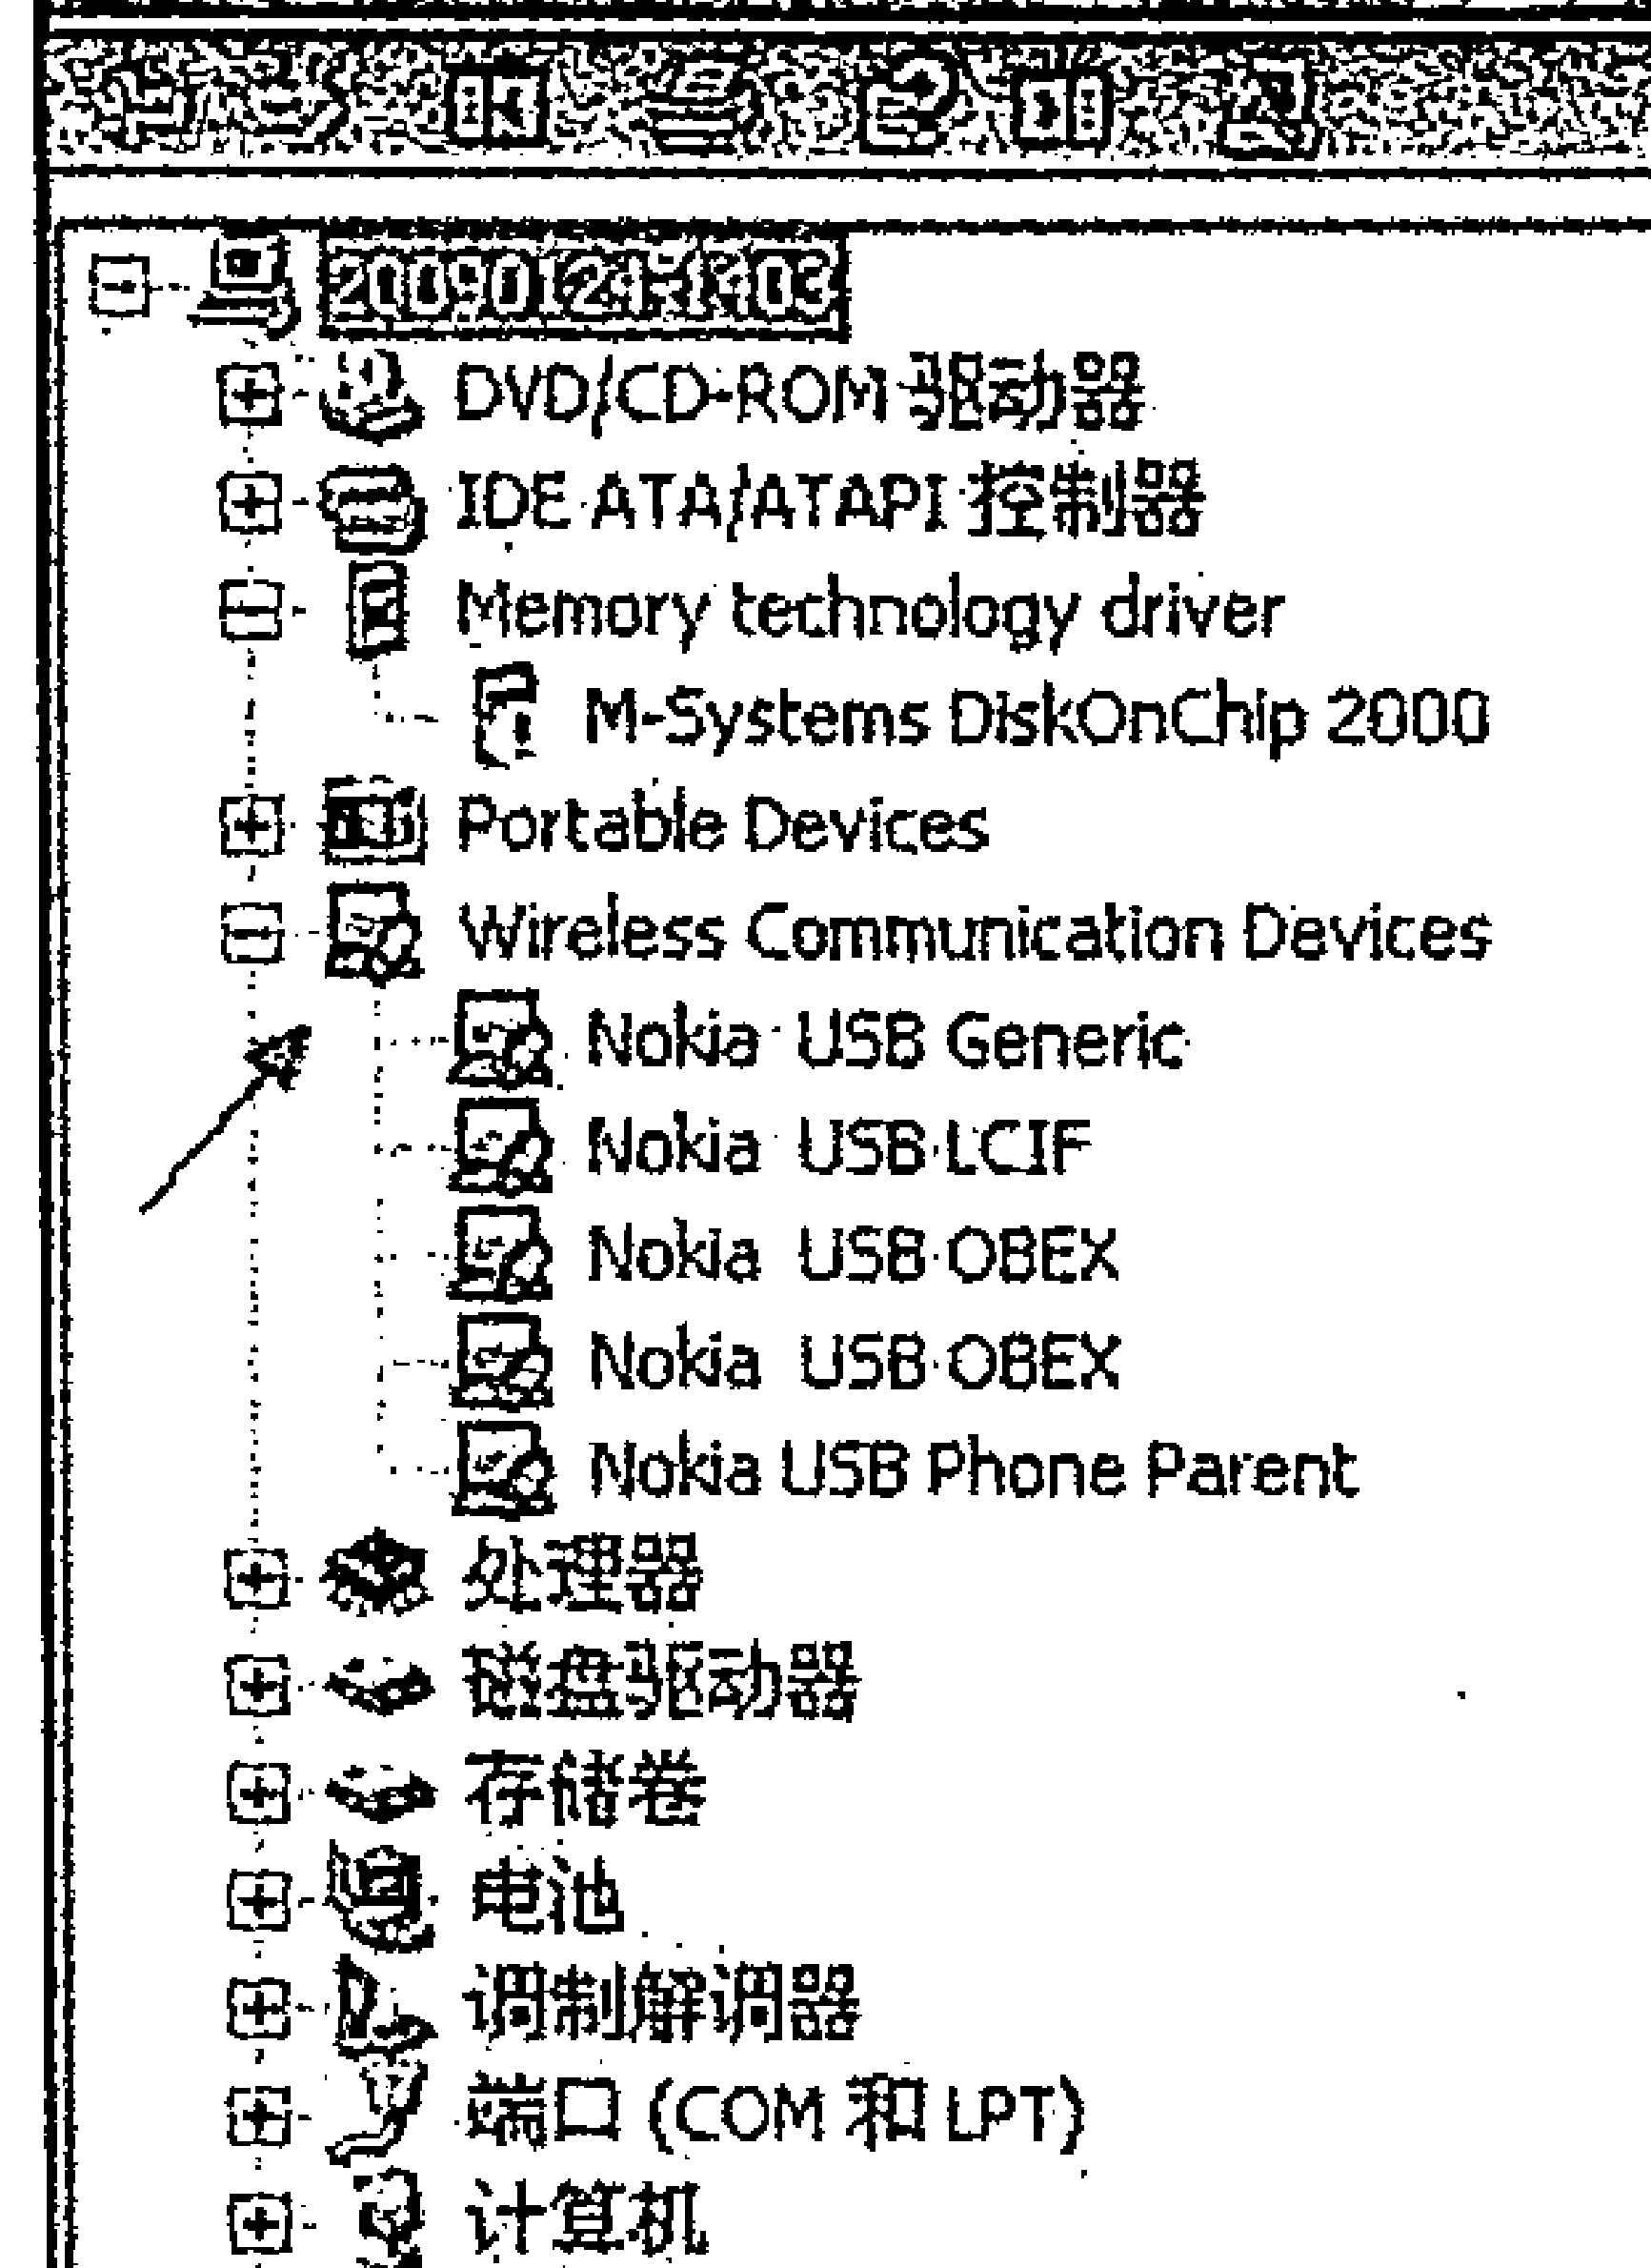 DVD/CD-ROM 驱动器
IDE ATA/ATAPI 控制器
Memory technology driver
M-Systems DiskOnChip 2000
Portable Devices
Wireless Communication Devices
Nokia USB Generic
Nokia USB LCIF
Nokia USB OBEX
Nokia USB OBEX
Nokia USB Phone Parent
处理器
磁盘驱动器
存储卷
电池
调制解调器
端口 (COM 和 LPT)
计算机